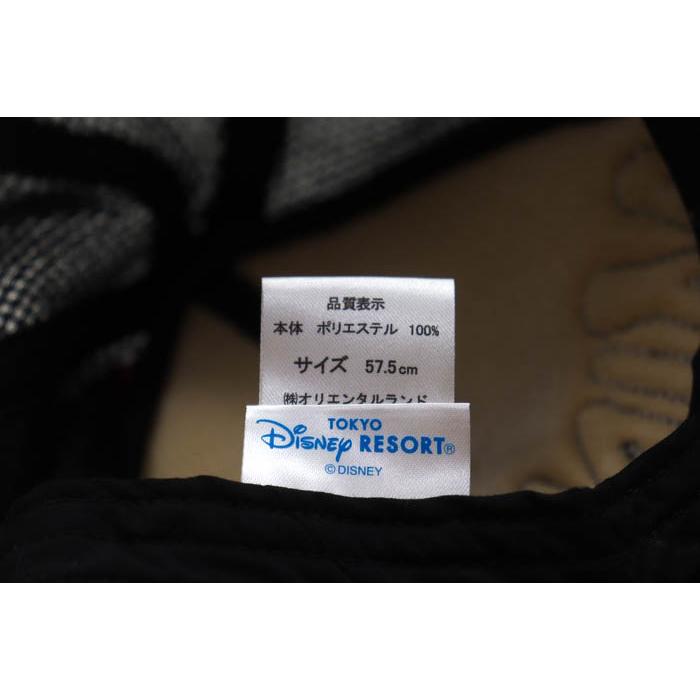 品質表示
本体 ポリエステル 100%
サイズ 57.5cm
㈱オリエンタルランド
TOKYO
Disney RESORT®
© DISNEY